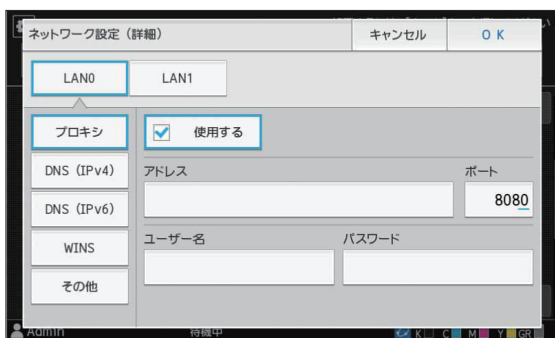 ネットワーク設定（詳細）
キャンセル
OK
LAN0
LAN1
プロキシ
使用する
DNS (IPv4)
アドレス
ポート
8080
DNS (IPv6)
ユーザー名
パスワード
WINS
その他
Admin
待機中
K C M Y GR